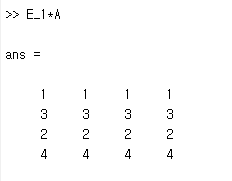 >> E_1*A
ans =
1 1 1 1
3 3 3 3
2 2 2 2
4 4 4 4